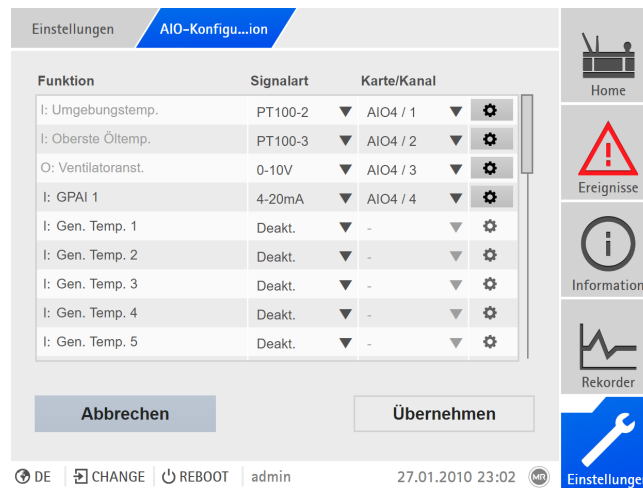 Einstellungen AIO-Konfigu...ion
Funktion Signalart Karte/Kanal
I: Umgebungstemp. PT100-2 AIO4 / 1
I: Oberste Öltemp. PT100-3 AIO4 / 2
O: Ventilatoranst. 0-10V AIO4 / 3
I: GPAI 1 4-20mA AIO4 / 4
I: Gen. Temp. 1 Deakt. -
I: Gen. Temp. 2 Deakt. -
I: Gen. Temp. 3 Deakt. -
I: Gen. Temp. 4 Deakt. -
I: Gen. Temp. 5 Deakt. -
Abbrechen Übernehmen
DE CHANGE REBOOT admin 27.01.2010 23:02 MR
Home
Ereignisse
Information
Rekorder
Einstellunge